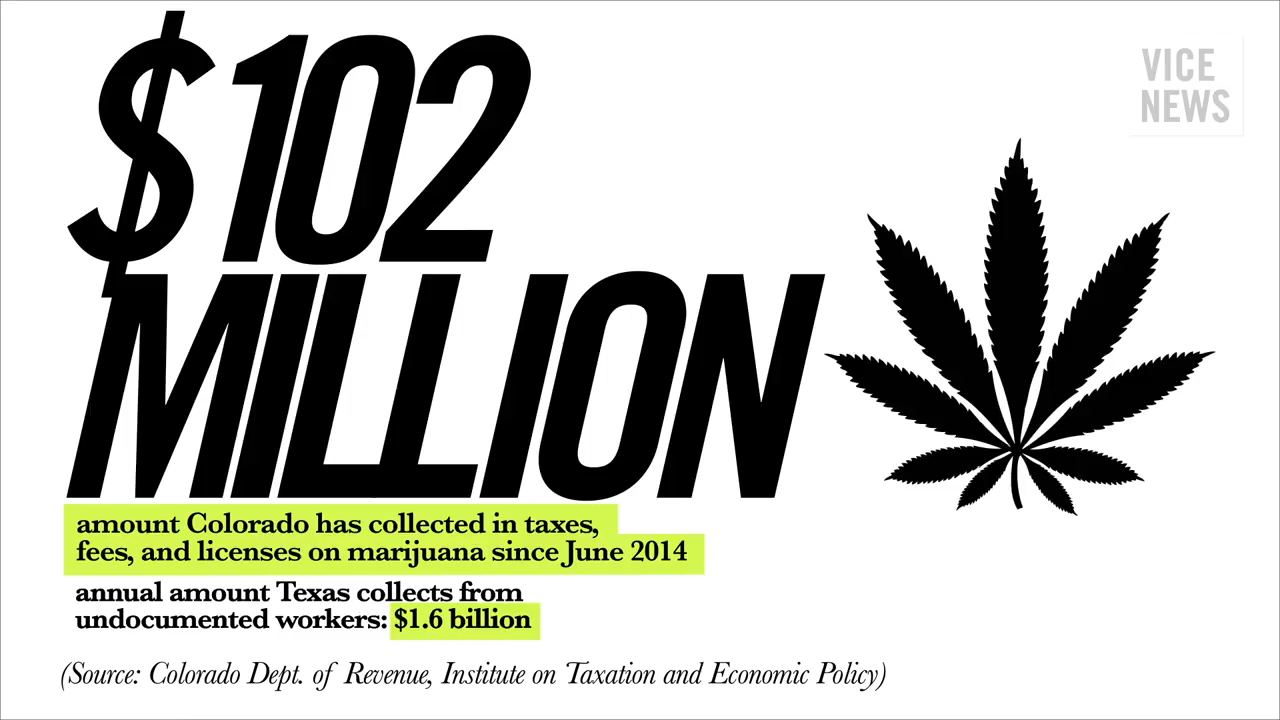 $102
MILLION
VICE
NEWS
amount Colorado has collected in taxes,
fees, and licenses on marijuana since June 2014
annual amount Texas collects from
undocumented workers: $1.6 billion
(Source: Colorado Dept. of Revenue, Institute on Taxation and Economic Policy)